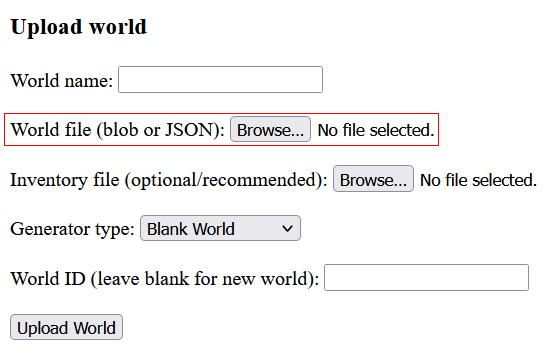 Upload world
World name:
World file (blob or JSON): Browse... No file selected.
Inventory file (optional/recommended): Browse... No file selected.
Generator type: Blank World
World ID (leave blank for new world):
Upload World